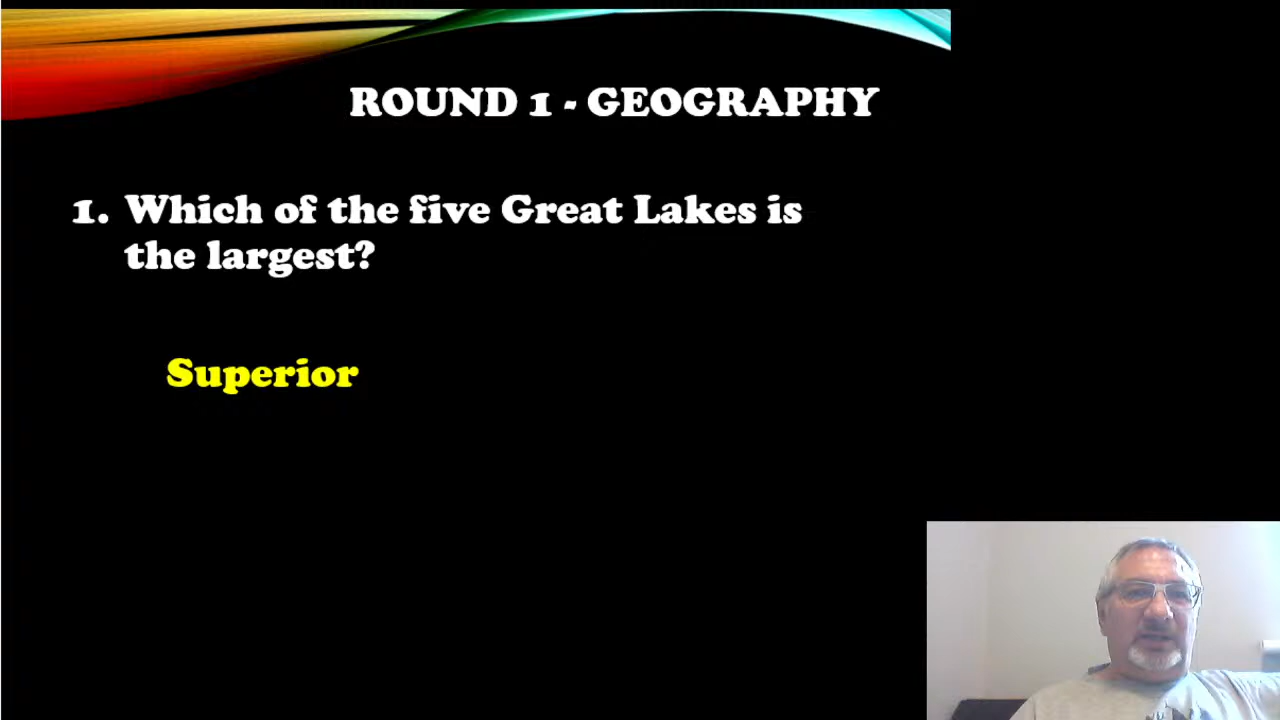 ROUND 1 - GEOGRAPHY
1. Which of the five Great Lakes is
the largest?
Superior